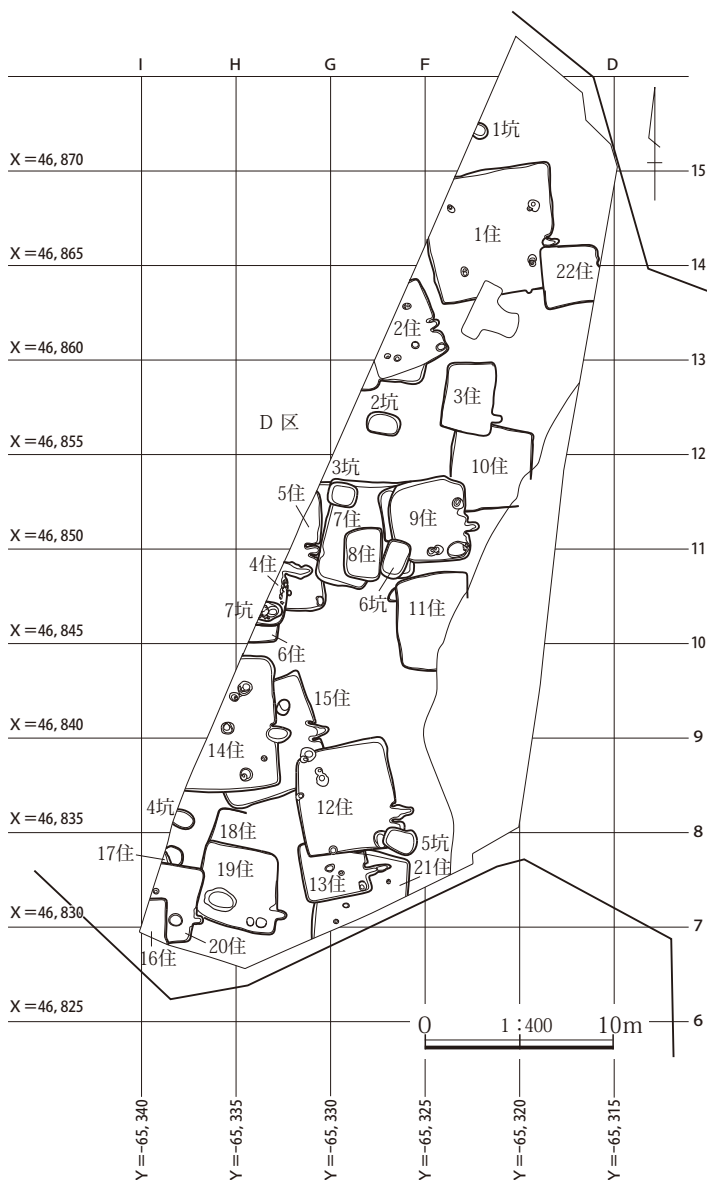 I H G F D
1坑
X=46,870 15
1住
X=46,865 22住 14
2住
X=46,860 13
3住
2坑
D 区
X=46,855 12
3坑 10住
5住 7住 9住
X=46,850 8住 11
4住
7坑 6坑 11住
X=46,845 10
6住
15住
X=46,840 14住 9
12住
4坑
X=46,835 18住 5坑 8
17住 19住 13住 21住
X=46,830 7
16住 20住
X=46,825 0 1:400 10m 6
Y=-65,340 Y=-65,335 Y=-65,330 Y=-65,325 Y=-65,320 Y=-65,315